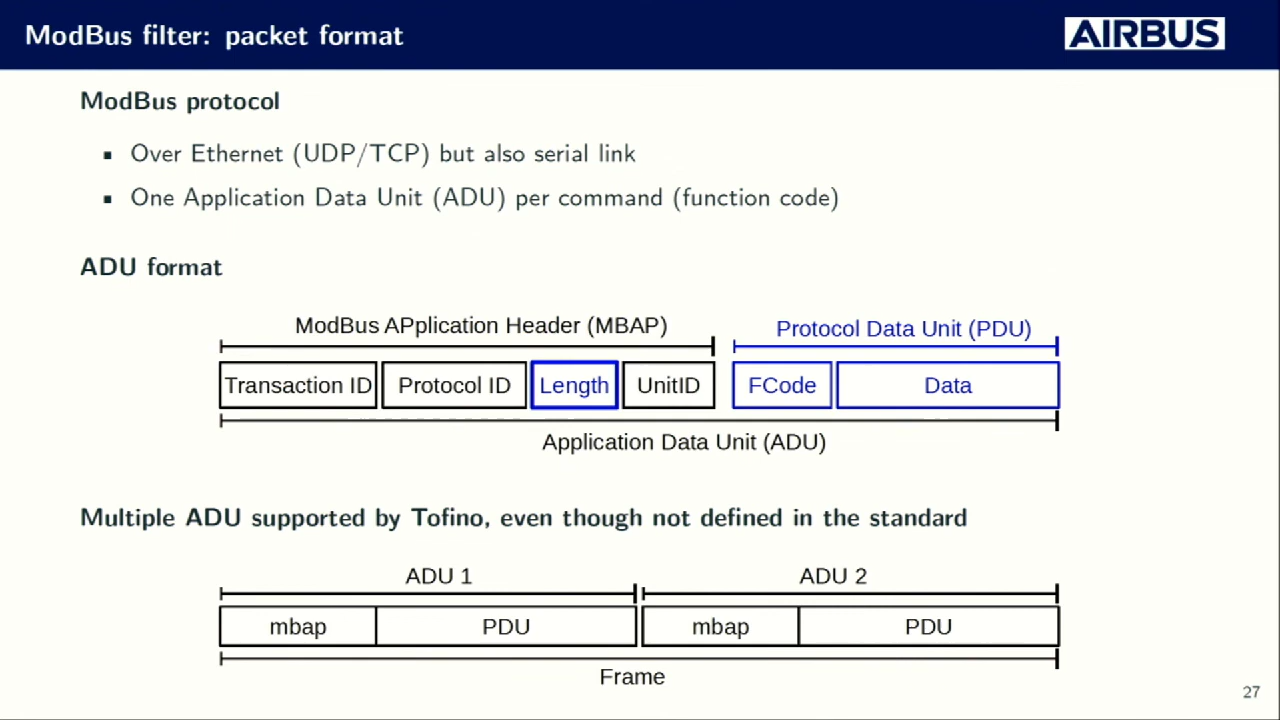 ModBus filter: packet format
AIRBUS
ModBus protocol
Over Ethernet (UDP/TCP) but also serial link
One Application Data Unit (ADU) per command (function code)
ADU format
ModBus APplication Header (MBAP)
Protocol Data Unit (PDU)
Transaction ID
Protocol ID
Length
UnitID
FCode
Data
Application Data Unit (ADU)
Multiple ADU supported by Tofino, even though not defined in the standard
ADU 1
ADU 2
mbap
PDU
mbap
PDU
Frame
27